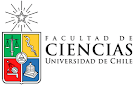 FACULTAD DE
CIENCIAS
UNIVERSIDAD DE CHILE